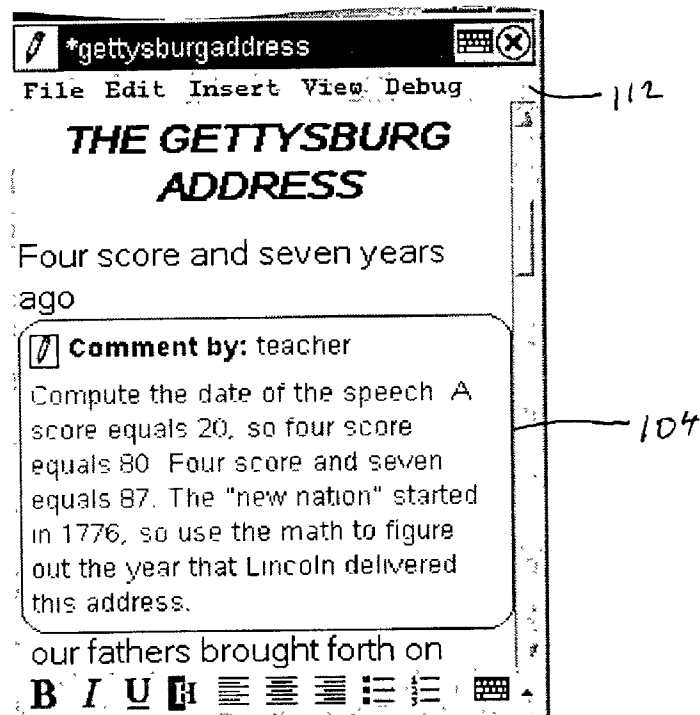 *gettysburgaddress
File Edit Insert View Debug
112
THE GETTYSBURG
ADDRESS
Four score and seven years
ago
Comment by: teacher
Compute the date of the speech A
score equals 20, so four score
104
equals 80 Four score and seven
equals 87. The "new nation" started
in 1776, so use the math to figure
out the year that Lincoln delivered
this address.
our fathers brought forth on
B I U H